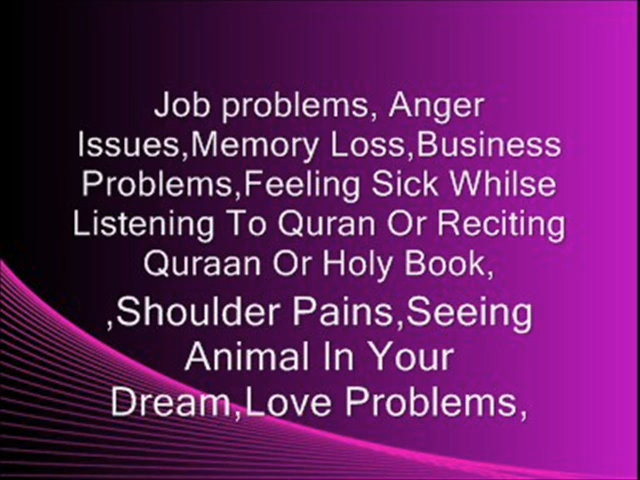 Job problems, Anger
Issues,Memory Loss,Business
Problems,Feeling Sick Whilse
Listening To Quran Or Reciting
Quraan Or Holy Book,
,Shoulder Pains,Seeing
Animal In Your
Dream,Love Problems,